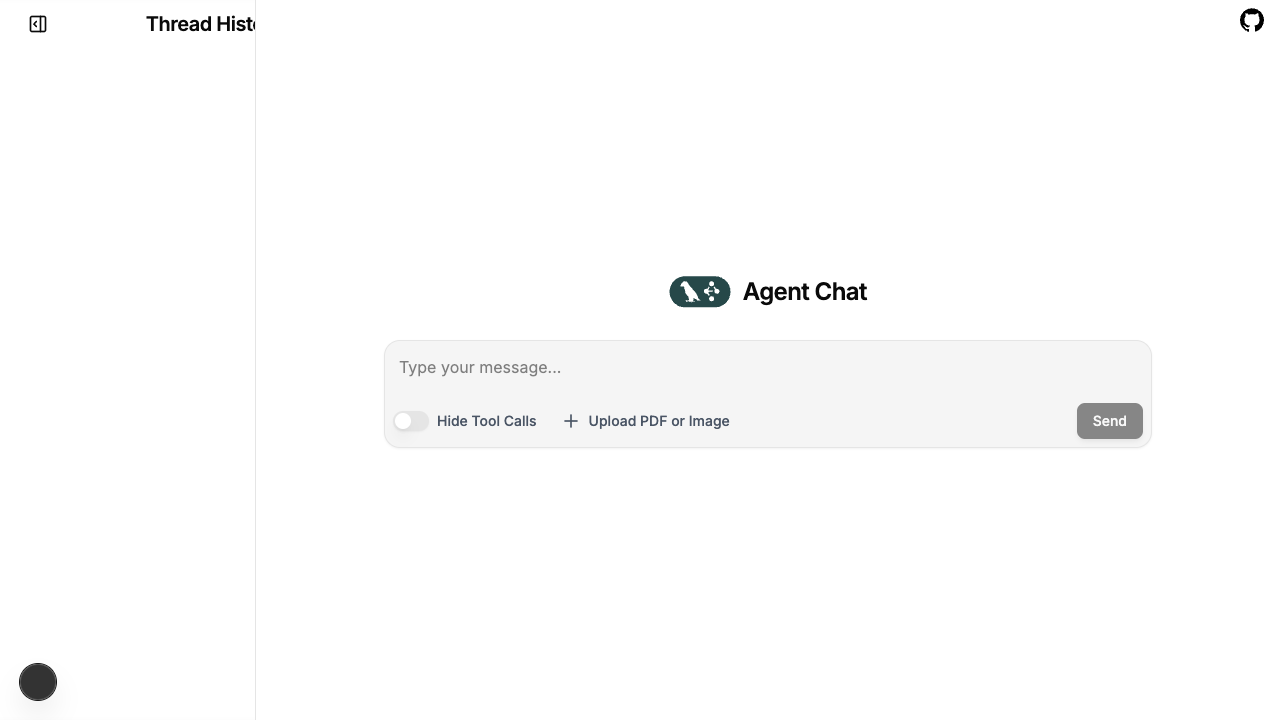 Thread Histo
Agent Chat
Type your message...
Hide Tool Calls
Upload PDF or Image
Send